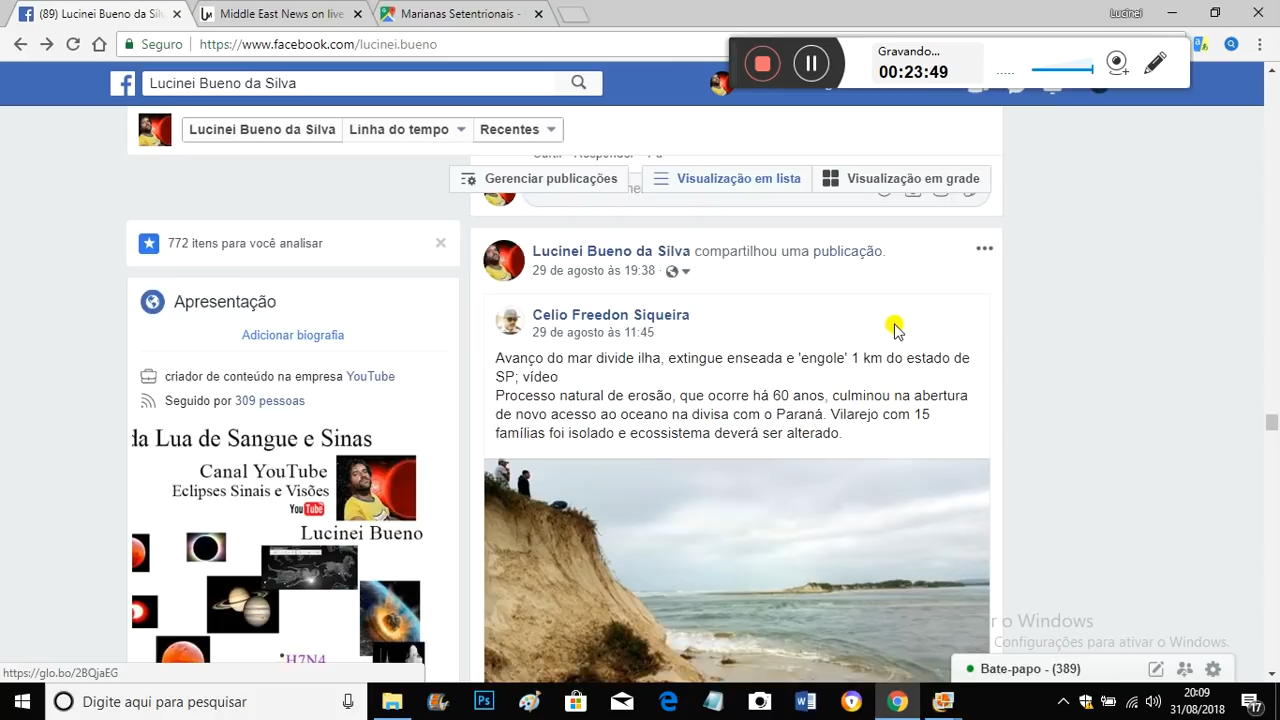 (89) Lucinei Bueno da Sil
Middle East News on live
Marianas Setentrionais -
Lucinei
Seguro
https://www.facebook.com/lucinei.bueno
Gravando...
00:23:49
Lucinei Bueno da Silva
Lucinei Bueno da Silva
Linha do tempo
Recentes
Gerenciar publicações
Visualização em lista
Visualização em grade
772 itens para você analisar
Lucinei Bueno da Silva compartilhou uma publicação.
29 de agosto às 19:38
Apresentação
Adicionar biografia
criador de conteúdo na empresa YouTube
Seguido por 309 pessoas
Celio Freedon Siqueira
29 de agosto às 11:45
Avanço do mar divide ilha, extingue enseada e 'engole' 1 km do estado de
SP; vídeo
Processo natural de erosão, que ocorre há 60 anos, culminou na abertura
de novo acesso ao oceano na divisa com o Paraná. Vilarejo com 15
famílias foi isolado e ecossistema deverá ser alterado.
da Lua de Sangue e Sinas
Canal YouTube
Eclipses Sinais e Visões
YouTube
Lucinei Bueno
H7N4
r o Windows
Configurações para ativar o Windows.
https://glo.bo/2BQjaEG
Bate-papo - (389)
Digite aqui para pesquisar
20:09
31/08/2018
17